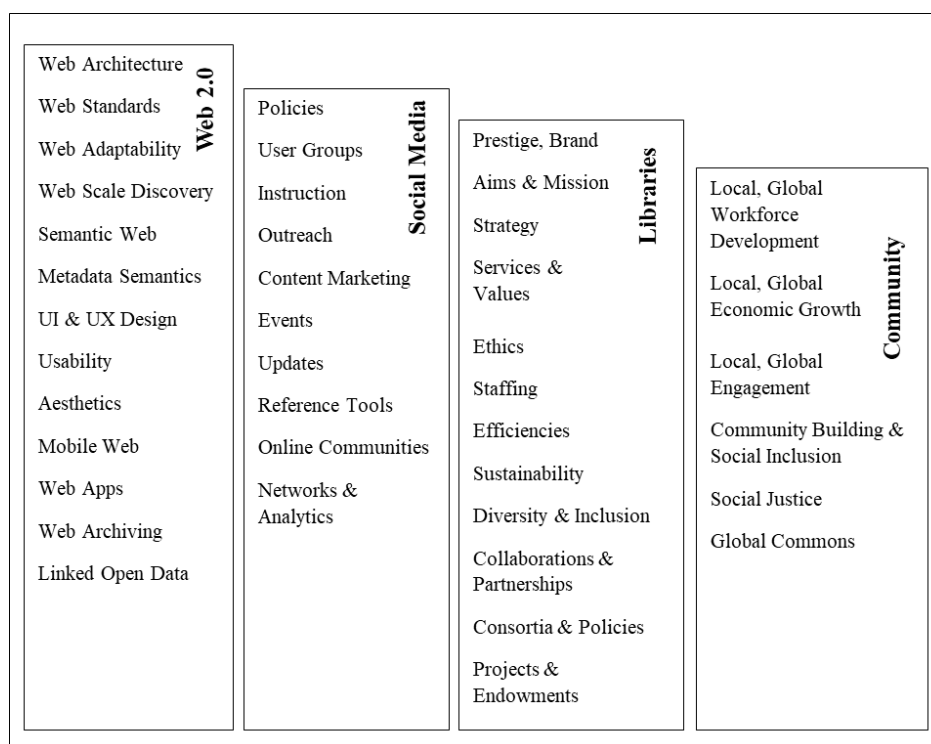 Web 2.0
Web Architecture
Web Standards
Web Adaptability
Web Scale Discovery
Semantic Web
Metadata Semantics
UI & UX Design
Usability
Aesthetics
Mobile Web
Web Apps
Web Archiving
Linked Open Data
Social Media
Policies
User Groups
Instruction
Outreach
Content Marketing
Events
Updates
Reference Tools
Online Communities
Networks &
Analytics
Libraries
Prestige, Brand
Aims & Mission
Strategy
Services &
Values
Ethics
Staffing
Efficiencies
Sustainability
Diversity & Inclusion
Collaborations &
Partnerships
Consortia & Policies
Projects &
Endowments
Community
Local, Global
Workforce
Development
Local, Global
Economic Growth
Local, Global
Engagement
Community Building &
Social Inclusion
Social Justice
Global Commons